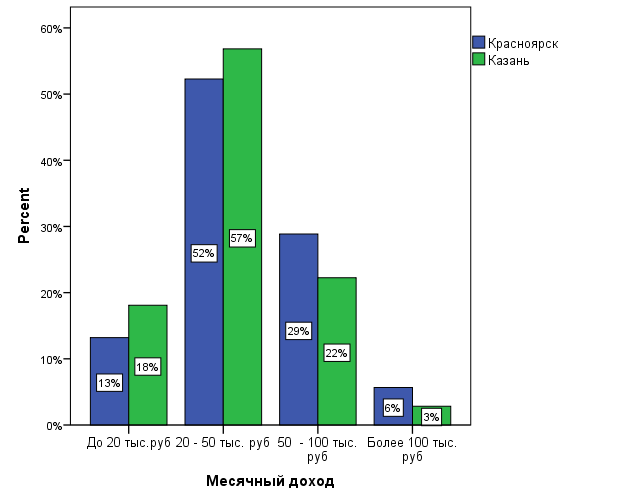 60%
50%
40%
30%
20%
10%
0%
Percent
13%
18%
52%
57%
29%
22%
6%
3%
До 20 тыс.руб
20 - 50 тыс. руб
50 - 100 тыс.
руб
Более 100 тыс.
руб
Месячный доход
Красноярск
Казань